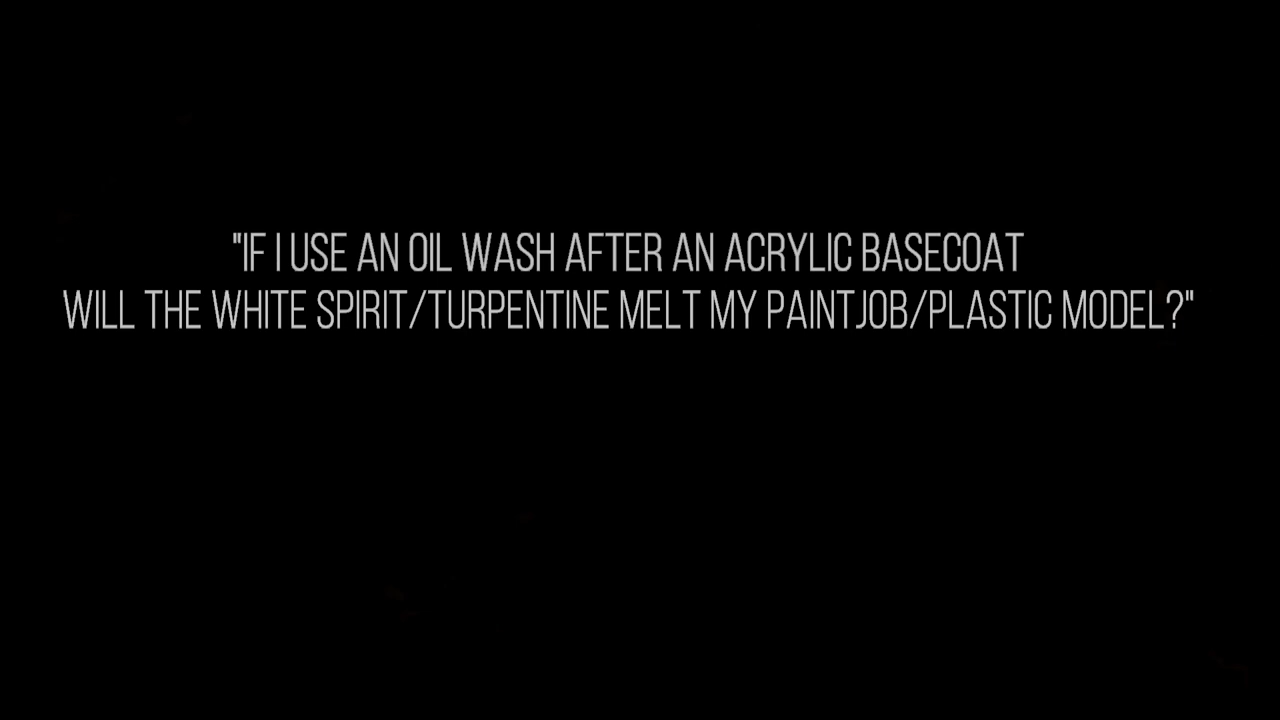 "IF I USE AN OIL WASH AFTER AN ACRYLIC BASECOAT
WILL THE WHITE SPIRIT/TURPENTINE MELT MY PAINTJOB/PLASTIC MODEL?"